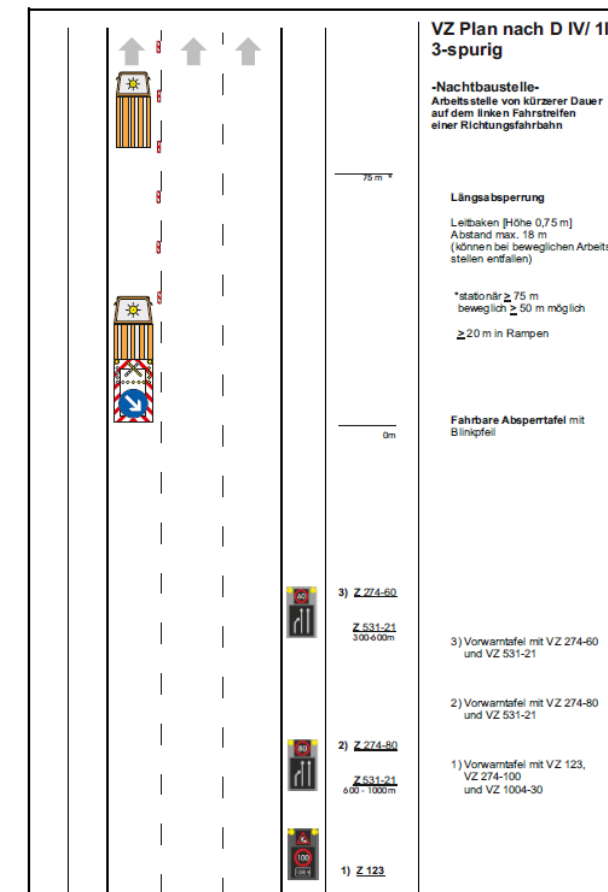 VZ Plan nach D IV/ 1
3-spurig
-Nachtbaustelle-
Arbeitsstelle von kürzerer Dauer
auf dem linken Fahrstreifen
einer Richtungsfahrbahn
75 m *
Längsabsperrung
Leitbaken [Höhe 0,75 m]
Abstand max. 18 m
(können bei beweglichen Arbeits
stellen entfallen)
*stationär ≥ 75 m
beweglich ≥ 50 m möglich
≥ 20 m in Rampen
Fahrbare Absperrtafel mit
Blinkpfeil
0m
60
3) Z 274-60
Z 531-21
300-600m
3) Vorwarntafel mit VZ 274-60
und VZ 531-21
2) Vorwarntafel mit VZ 274-80
und VZ 531-21
80
2) Z 274-80
Z 531-21
600 - 1000m
1) Vorwarntafel mit VZ 123,
VZ 274-100
und VZ 1004-30
100
1) Z 123